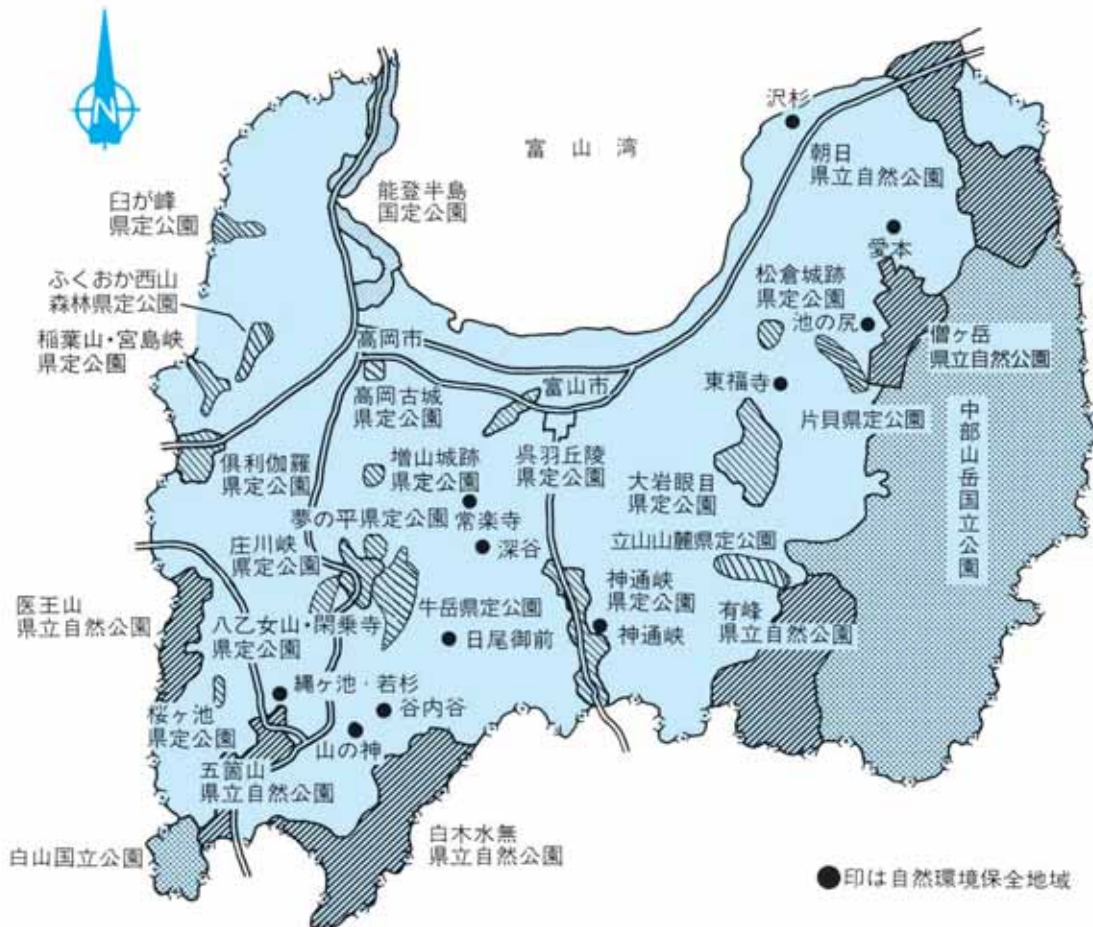 N
沢杉
富山湾
朝日
県立自然公園
能登半島
国定公園
臼が峰
県定公園
愛本
ふくおか西山
森林県定公園
松倉城跡
県定公園
池の尻
稲葉山・宮島峡
県定公園
高岡市
僧ヶ岳
県立自然公園
富山市
東福寺
高岡古城
県定公園
片貝県定公園
中部山岳国立公園
倶利伽羅
県定公園
増山城跡
県定公園
呉羽丘陵
県定公園
大岩眼目
県定公園
夢の平県定公園
常楽寺
庄川峡
県定公園
深谷
立山山麓県定公園
医王山
県立自然公園
神通峡
県定公園
牛岳県定公園
有峰
県立自然公園
八乙女山・閑乗寺
県定公園
日尾御前
神通峡
縄ヶ池・若杉
谷内谷
桜ヶ池
県定公園
山の神
五箇山
県立自然公園
白山国立公園
白木水無
県立自然公園
●印は自然環境保全地域